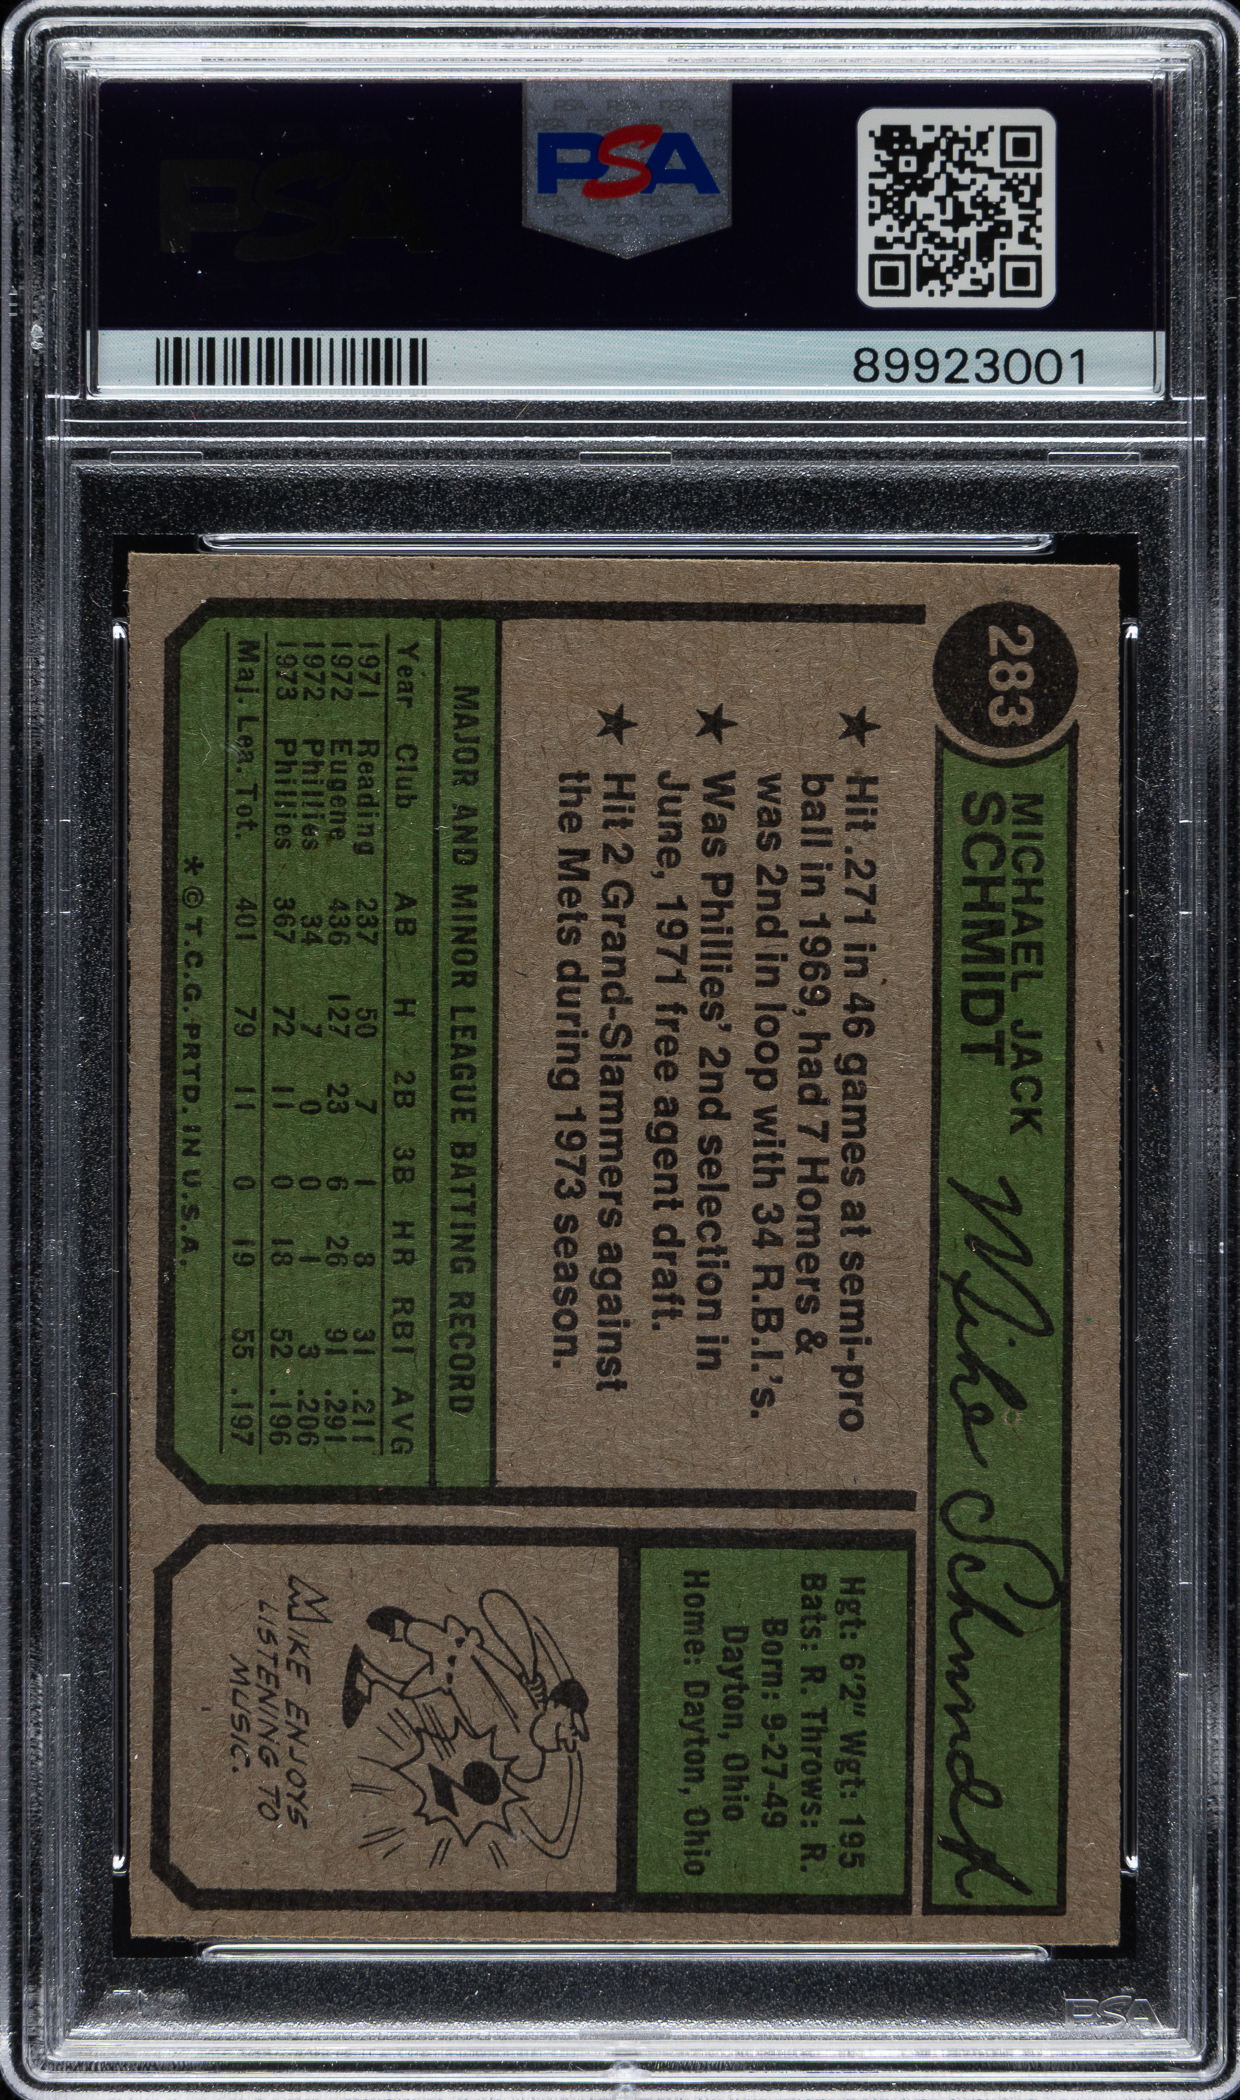 PSA
PSA
89923001
283
MICHAEL JACK
SCHMIDT
Mike Schmidt
★ Hit .271 in 46 games at semi-pro
ball in 1969, had 7 Homers &
was 2nd in loop with 34 R.B.I.'s.
★ Was Phillies' 2nd selection in
June, 1971 free agent draft.
★ Hit 2 Grand-Slammers against
the Mets during 1973 season.
MAJOR AND MINOR LEAGUE BATTING RECORD
Year Club AB H 2B 3B HR RBI AVG
1971 Reading 237 50 7 1 8 31 .211
1972 Eugene 436 127 23 6 26 91 .291
1972 Phillies 34 7 0 0 1 3 .206
1973 Phillies 367 72 11 0 18 52 .196
Maj. Lea. Tot. 401 79 11 0 19 55 .197
* © T.C.G. PRTD. IN U.S.A.
Hgt: 6'2" Wgt: 195
Bats: R. Throws: R.
Born: 9-27-49
Dayton, Ohio
Home: Dayton, Ohio
MIKE ENJOYS
LISTENING TO
MUSIC.
PSA